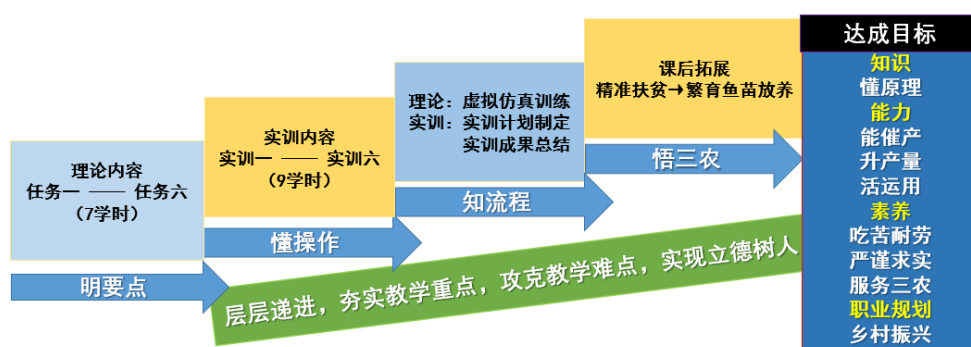 理论内容
任务一 —— 任务六
（7学时）
明要点
实训内容
实训一 —— 实训六
（9学时）
懂操作
理论：虚拟仿真训练
实训：实训计划制定
实训成果总结
知流程
课后拓展
精准扶贫→繁育鱼苗放养
悟三农
层层递进，夯实教学重点，攻克教学难点，实现立德树人
达成目标
知识
懂原理
能力
能催产
升产量
活运用
素养
吃苦耐劳
严谨求实
服务三农
职业规划
乡村振兴